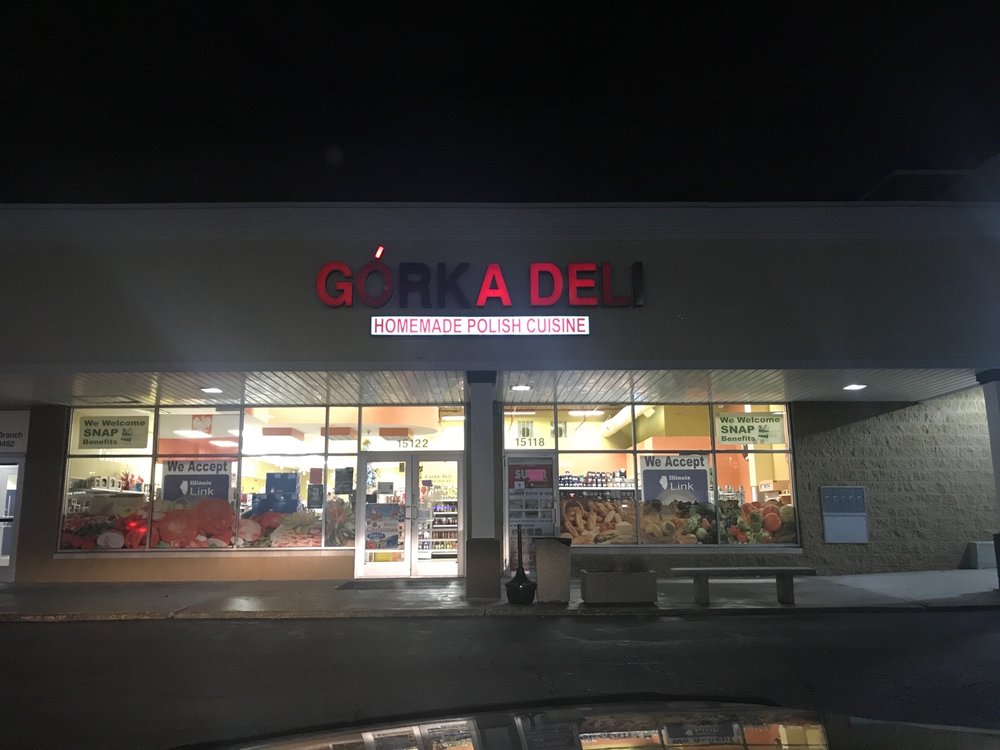 GÓRKA DELI
HOMEMADE POLISH CUISINE
Branch
We Welcome
SNAP
Benefits
15122
15118
We Welcome
SNAP
Benefits
We Accept
Illinois
Link
We Accept
Illinois
Link